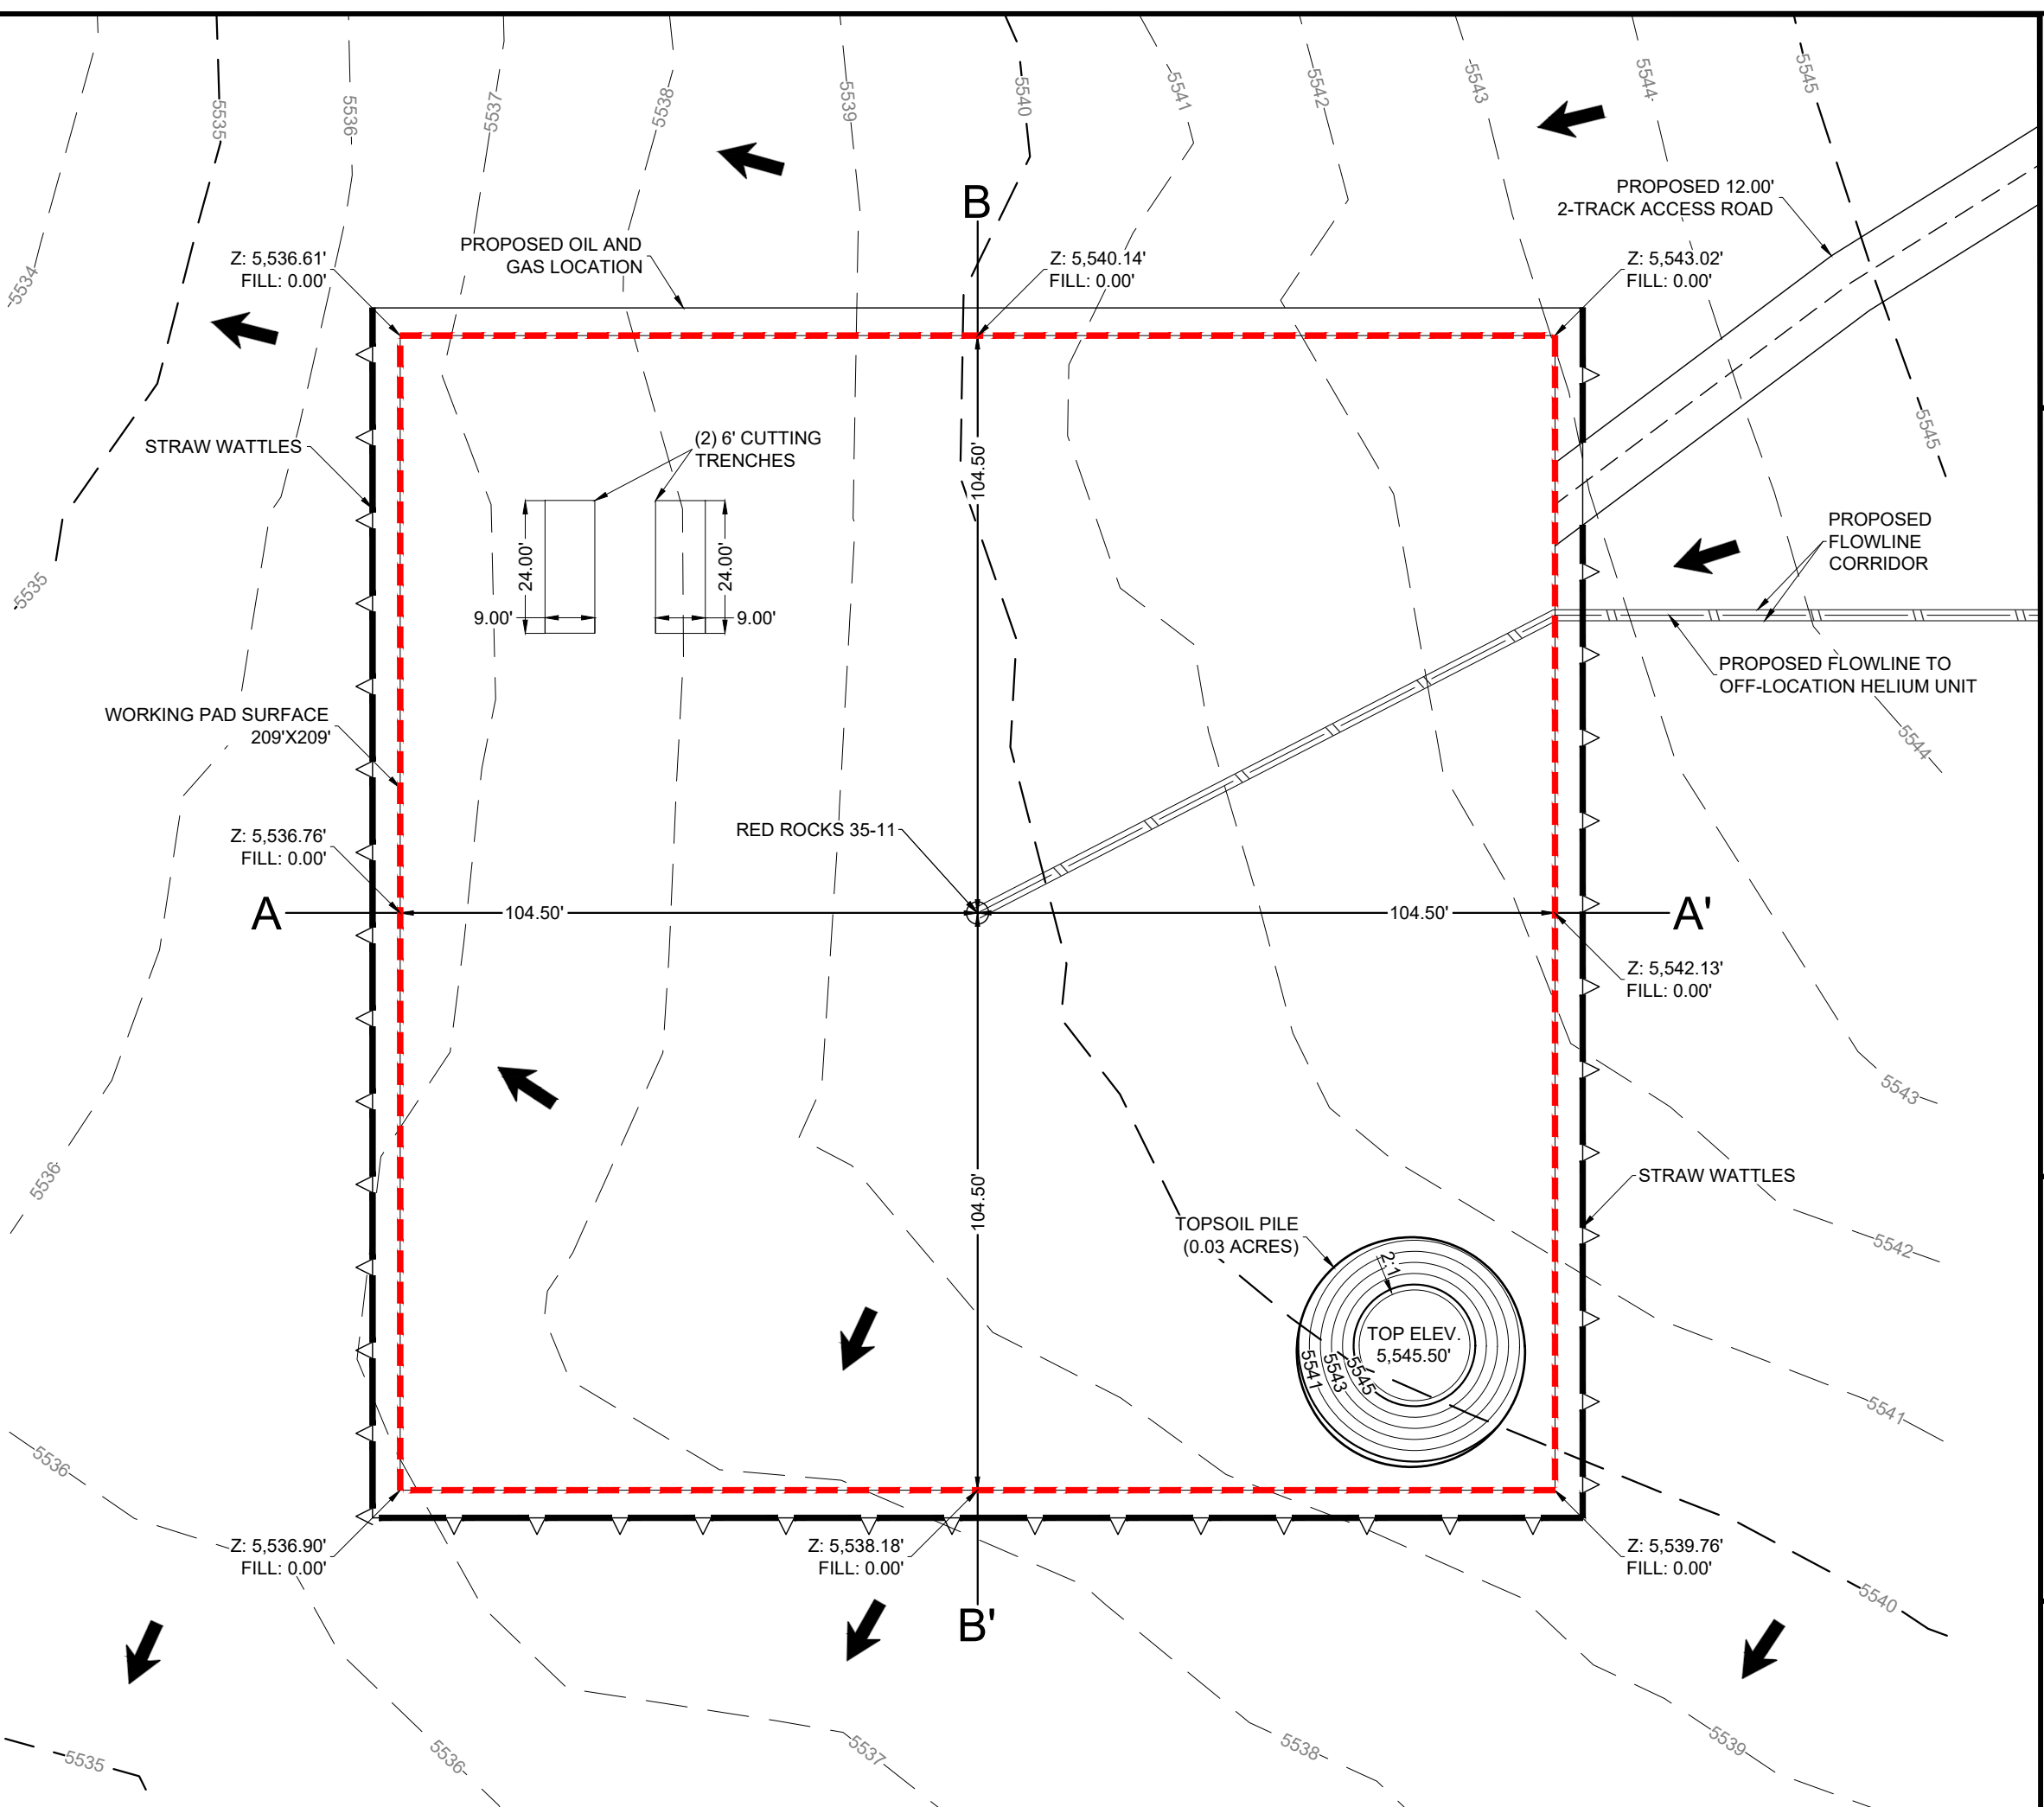 5535
5536
5537
5538
5539
5540
5541
5542
5543
5544
5545
PROPOSED 12.00'
2-TRACK ACCESS ROAD
B
PROPOSED OIL AND
GAS LOCATION
Z: 5,536.61'
FILL: 0.00'
Z: 5,540.14'
FILL: 0.00'
Z: 5,543.02'
FILL: 0.00'
5534
STRAW WATTLES
(2) 6' CUTTING
TRENCHES
104.50'
5545
24.00'
24.00'
9.00'
9.00'
PROPOSED
FLOWLINE
CORRIDOR
5535
PROPOSED FLOWLINE TO
OFF-LOCATION HELIUM UNIT
WORKING PAD SURFACE
209'X209'
5544
RED ROCKS 35-11
Z: 5,536.76'
FILL: 0.00'
A
104.50'
104.50'
A'
Z: 5,542.13'
FILL: 0.00'
5543
5536
104.50'
STRAW WATTLES
TOPSOIL PILE
(0.03 ACRES)
5542
2:1
TOP ELEV.
5,545.50'
5541
5543
5545
5541
5536
Z: 5,536.90'
FILL: 0.00'
Z: 5,538.18'
FILL: 0.00'
Z: 5,539.76'
FILL: 0.00'
5540
B'
5535
5536
5537
5538
5539